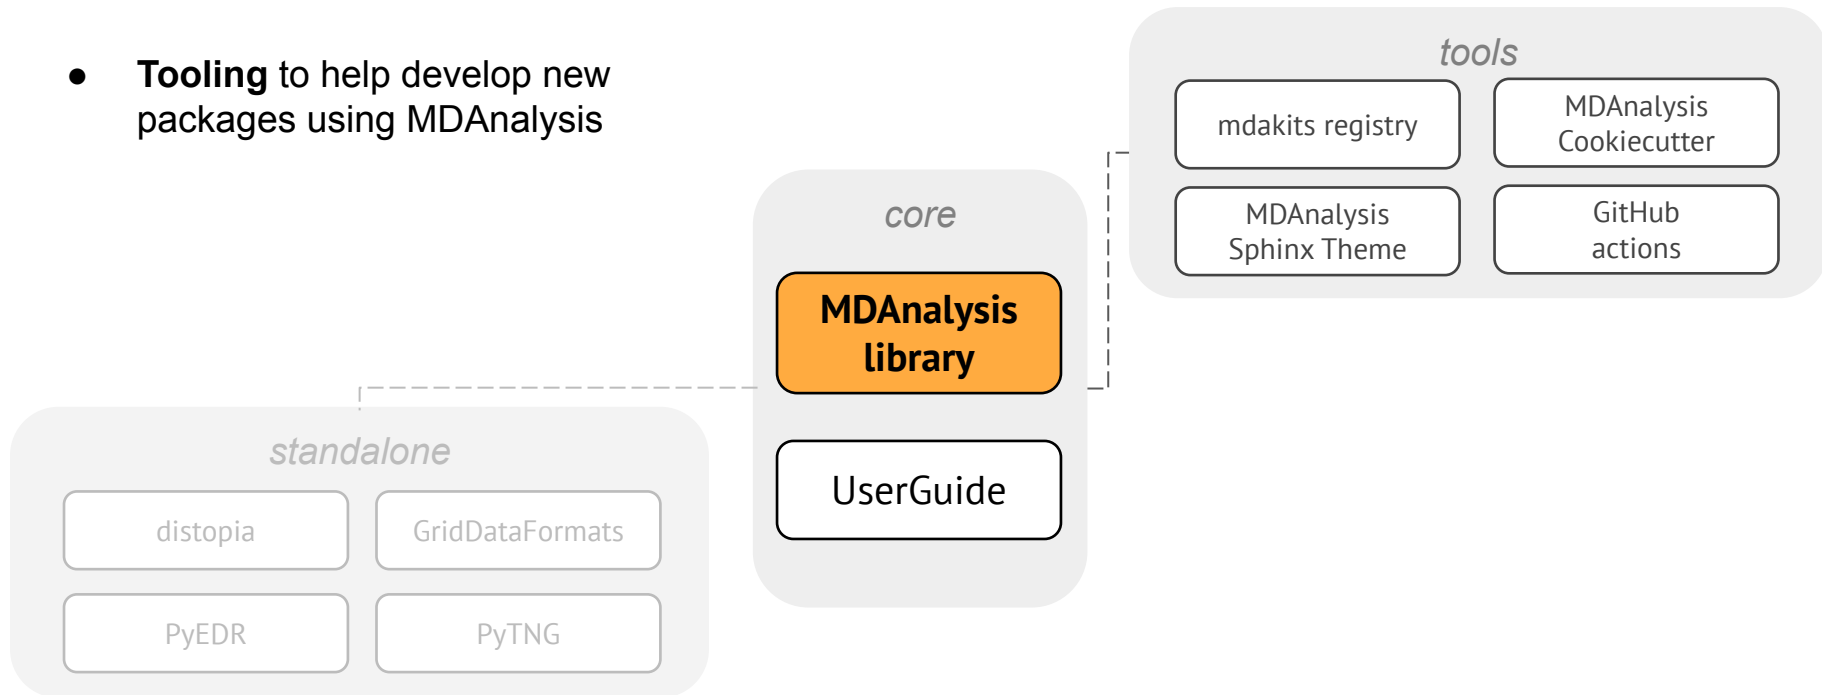 ● Tooling to help develop new
packages using MDAnalysis
tools
mdakits registry
MDAnalysis
Cookiecutter
MDAnalysis
Sphinx Theme
GitHub
actions
core
MDAnalysis
library
UserGuide
standalone
distopia
GridDataFormats
PyEDR
PyTNG